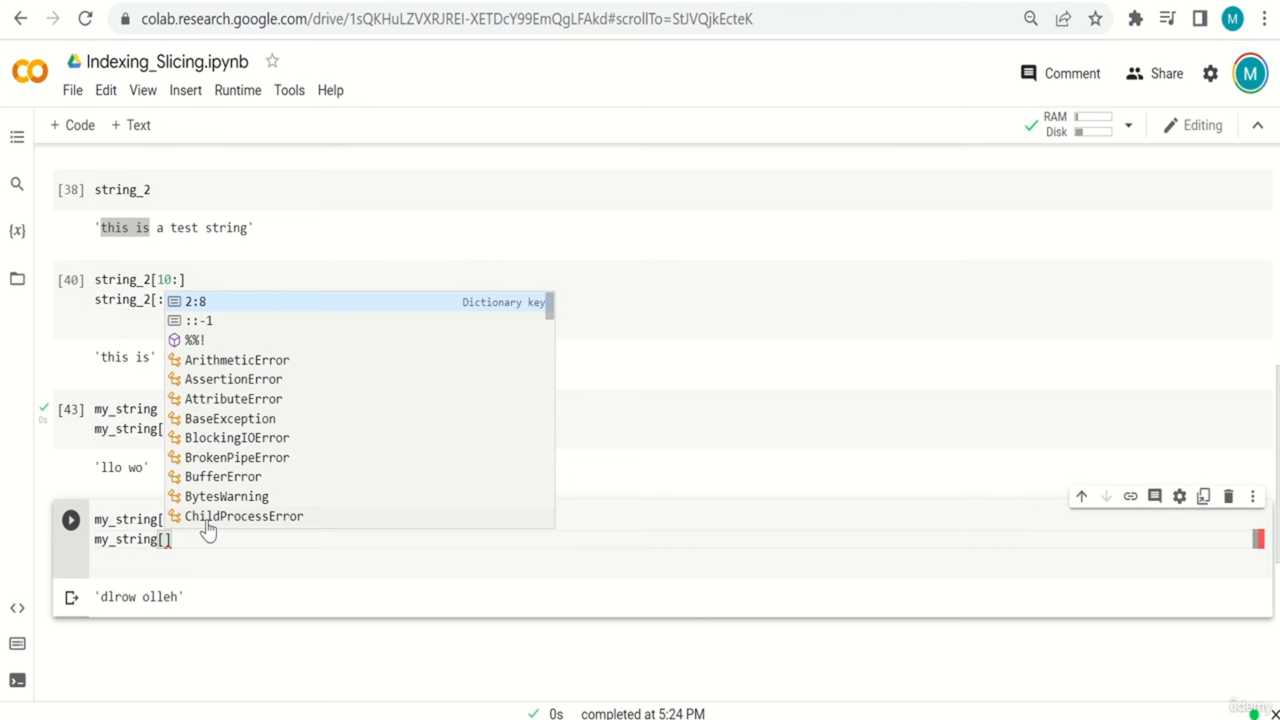 colab.research.google.com/drive/1sQKHuLZVXRJREI-XETDcY99EmQgLFAkd#scrollTo=StJVQjkEcteK
M
CO
Indexing_Slicing.ipynb
Comment
Share
M
File Edit View Insert Runtime Tools Help
+ Code + Text
RAM
Disk
Editing
[38] string_2
'this is a test string'
{x}
[40] string_2[10:]
string_2[:
2:8 Dictionary key
::-1
%%!
'this is'
ArithmeticError
AssertionError
AttributeError
[43] my_string
0s
my_string[
BaseException
BlockingIOError
BrokenPipeError
'llo wo'
BufferError
BytesWarning
ChildProcessError
my_string[
my_string[]
'dlrow olleh'
<>
0s completed at 5:24 PM
ûdemy